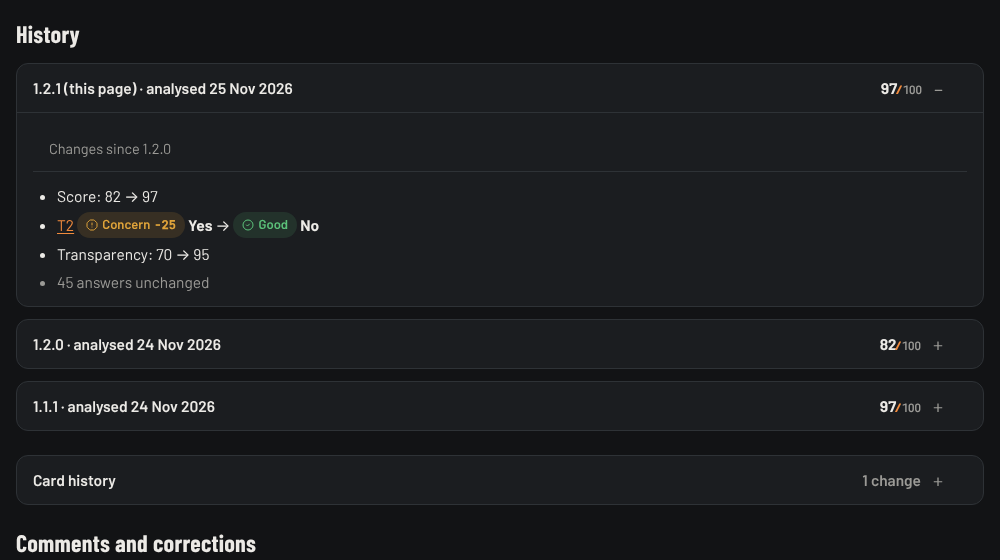 History
1.2.1 (this page) · analysed 25 Nov 2026 97/100 −
Changes since 1.2.0
• Score: 82 → 97
• T2 Concern -25 Yes → Good No
• Transparency: 70 → 95
• 45 answers unchanged
1.2.0 · analysed 24 Nov 2026 82/100 +
1.1.1 · analysed 24 Nov 2026 97/100 +
Card history 1 change +
Comments and corrections